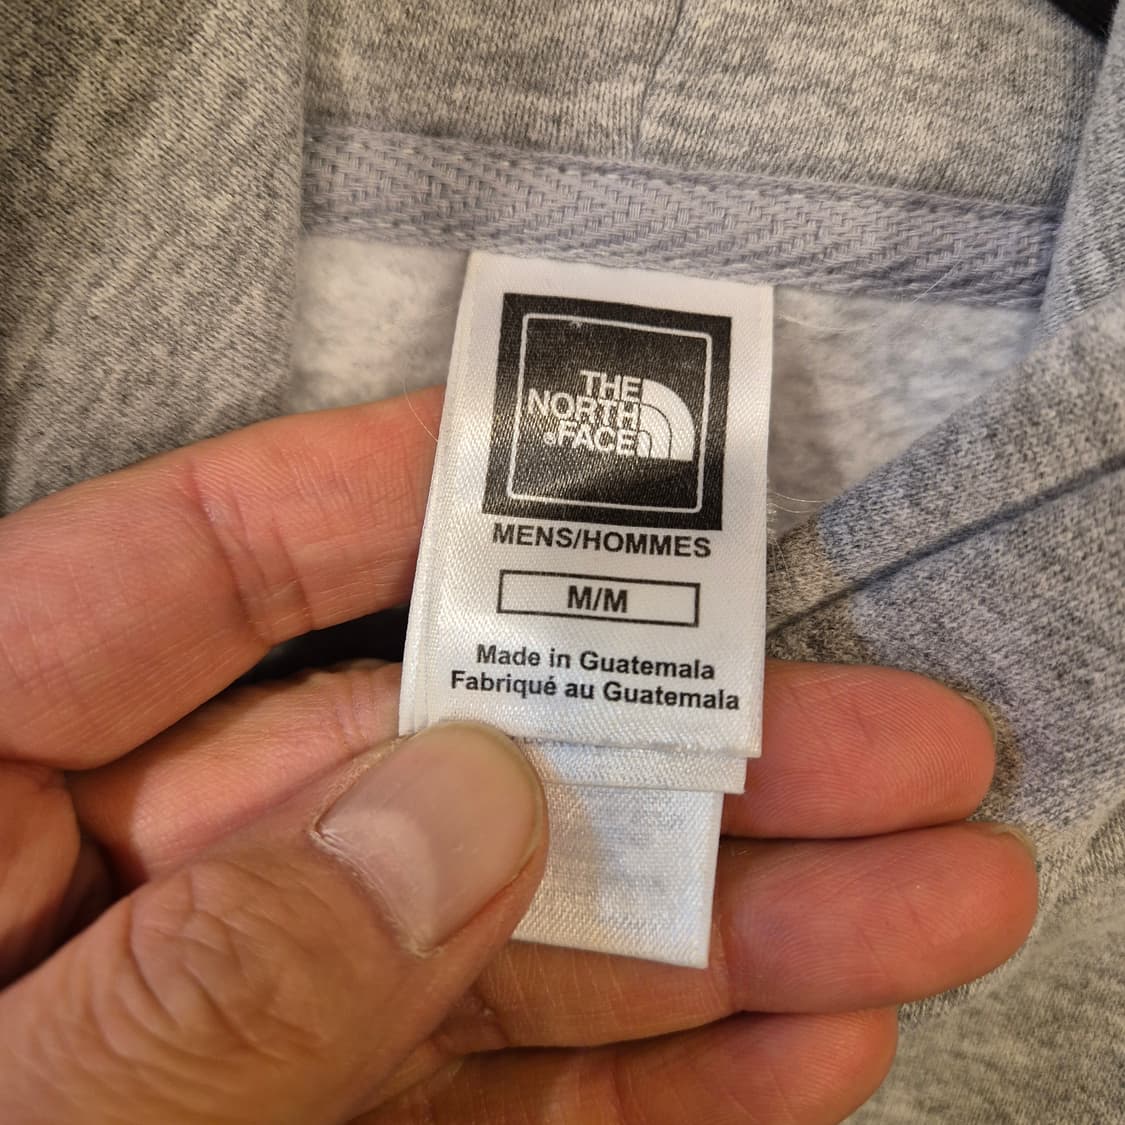 THE
NORTH
FACE
MENS/HOMMES
M/M
Made in Guatemala
Fabriqué au Guatemala